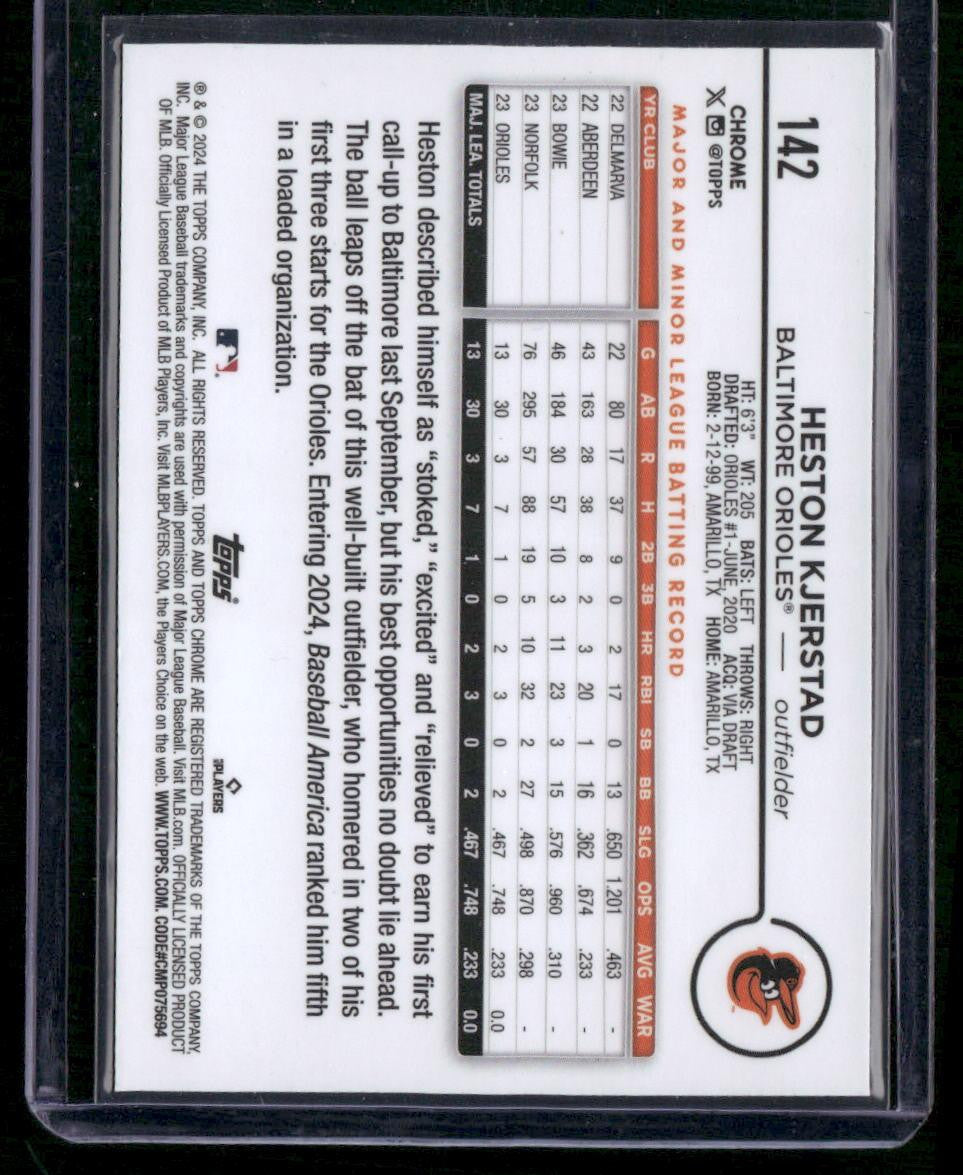 142
HESTON KJERSTAD
BALTIMORE ORIOLES® — outfielder
CHROME
@TOPPS
HT: 6'3" WT: 205 BATS: LEFT THROWS: RIGHT
DRAFTED: ORIOLES #1-JUNE, 2020 ACQ: VIA DRAFT
BORN: 2-12-99, AMARILLO, TX HOME: AMARILLO, TX
MAJOR AND MINOR LEAGUE BATTING RECORD
YR CLUB G AB R H 2B 3B HR RBI SB BB SLG OPS AVG WAR
22 DELMARVA 22 80 17 37 9 0 2 17 0 13 .650 1.201 .463 -
22 ABERDEEN 43 163 28 38 8 2 3 20 1 16 .362 .674 .233 -
23 BOWIE 46 184 30 57 10 3 11 23 3 15 .576 .960 .310 -
23 NORFOLK 76 295 57 88 19 5 10 32 2 27 .498 .870 .298 -
23 ORIOLES 13 30 3 7 1 0 2 3 0 2 .467 .748 .233 0.0
MAJ. LEA. TOTALS 13 30 3 7 1 0 2 3 0 2 .467 .748 .233 0.0
Heston described himself as “stoked,” “excited” and “relieved” to earn his first
call-up to Baltimore last September, but his best opportunities no doubt lie ahead.
The ball leaps off the bat of this well-built outfielder, who homered in two of his
first three starts for the Orioles. Entering 2024, Baseball America ranked him fifth
in a loaded organization.
topps®
PLAYERS
® & © 2024 THE TOPPS COMPANY, INC. ALL RIGHTS RESERVED. TOPPS AND TOPPS CHROME ARE REGISTERED TRADEMARKS OF THE TOPPS COMPANY,
INC. Major League Baseball trademarks and copyrights are used with permission of Major League Baseball. Visit MLB.com. OFFICIALLY LICENSED PRODUCT
OF MLB. Officially Licensed Product of MLB Players, Inc. Visit MLBPLAYERS.COM, the Players Choice on the web. WWW.TOPPS.COM. CODE#CMP075694